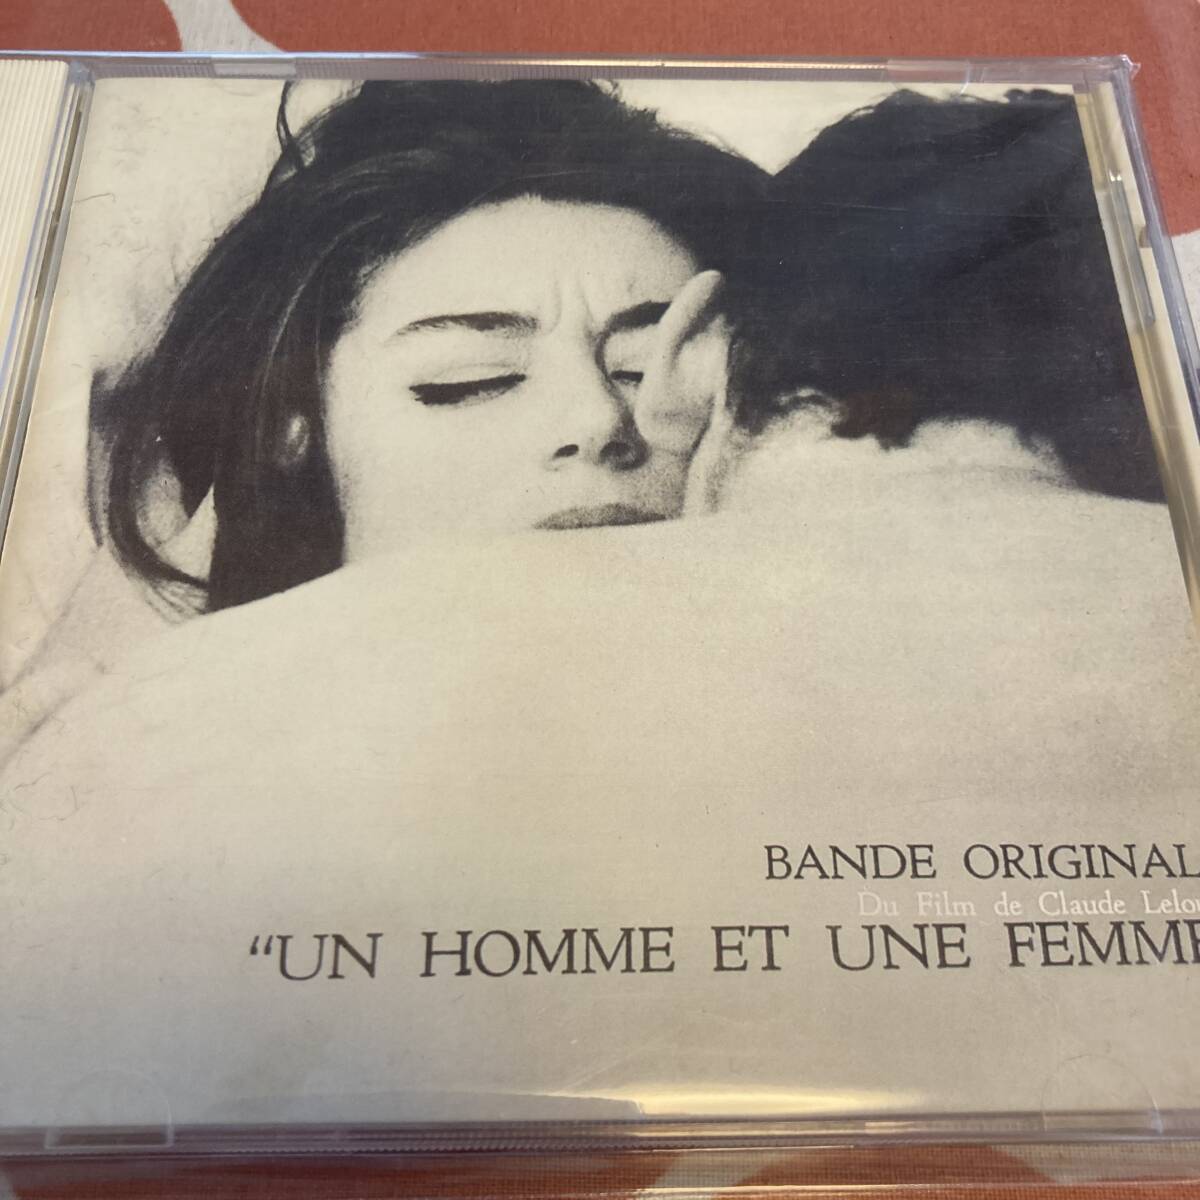 BANDE ORIGINAL
Du Film de Claude Lelou
"UN HOMME ET UNE FEMME